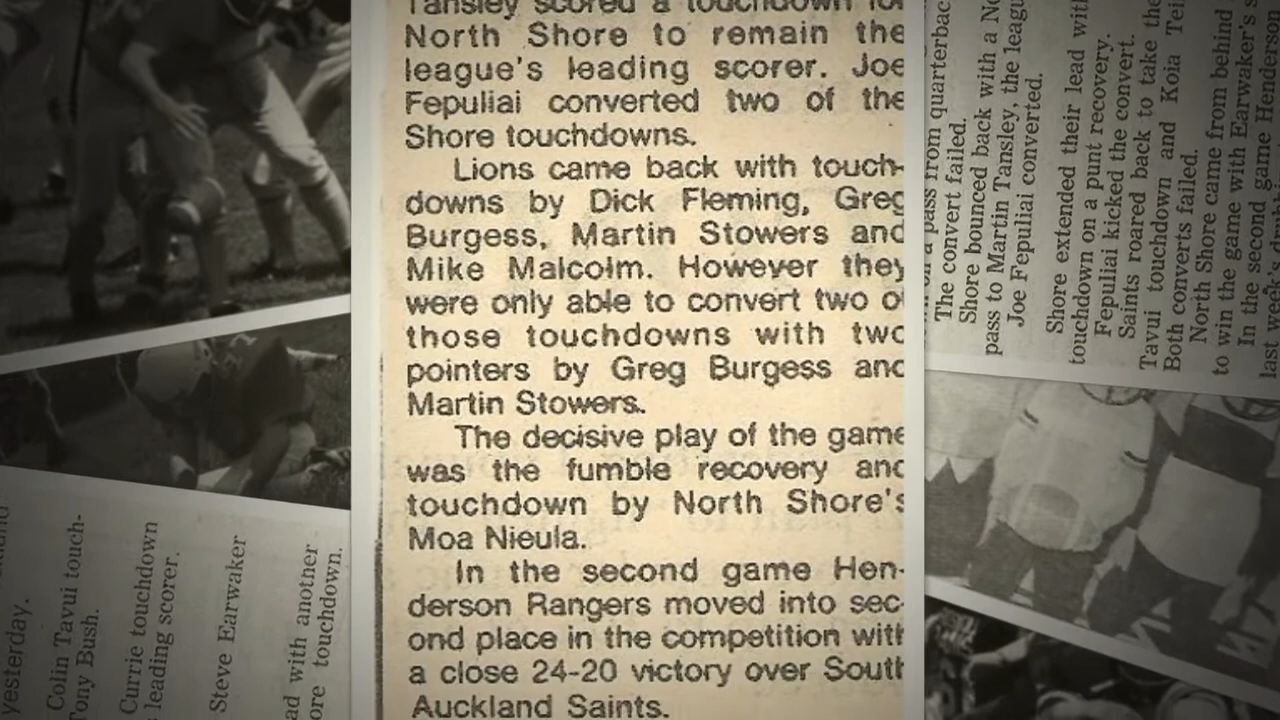 Tansley scored a touchdown for
North Shore to remain the
league's leading scorer. Joe
Fepuliai converted two of the
Shore touchdowns.
Lions came back with touch-
downs by Dick Fleming, Greg
Burgess, Martin Stowers and
Mike Malcolm. However they
were only able to convert two of
those touchdowns with two
pointers by Greg Burgess and
Martin Stowers.
The decisive play of the game
was the fumble recovery and
touchdown by North Shore's
Moa Nieula.
In the second game Hen-
derson Rangers moved into sec-
ond place in the competition with
a close 24-20 victory over South
Auckland Saints.
a pass from quarterbac
The convert failed.
Shore bounced back with a No
pass to Martin Tansley, the leagu
Joe Fepuliai converted.
Shore extended their lead with
touchdown on a punt recovery.
Fepuliai kicked the convert.
Saints roared back to take the
Tavui touchdown and Koia Tei
Both converts failed.
North Shore came from behind
to win the game with Earwaker's
In the second game Henderson
last week's
yesterday.
Colin Tavui touch-
Tony Bush.
Currie touchdown
leading scorer.
Steve Earwaker
ad with another
ore touchdown.